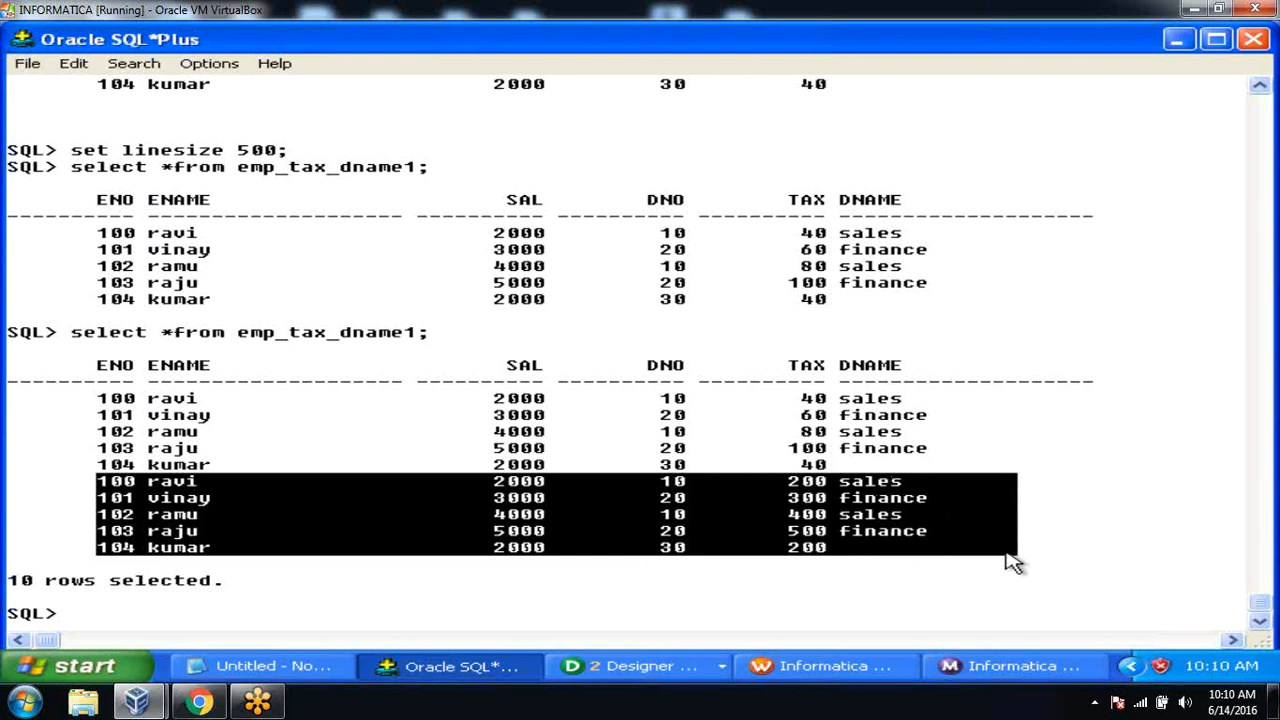 INFORMATICA [Running] - Oracle VM VirtualBox
Oracle SQL*Plus
File Edit Search Options Help
104 kumar 2000 30 40
SQL> set linesize 500;
SQL> select *from emp_tax_dname1;
ENO ENAME SAL DNO TAX DNAME
---------- -------------------- ---------- ---------- ---------- --------------------
100 ravi 2000 10 40 sales
101 vinay 3000 20 60 finance
102 ramu 4000 10 80 sales
103 raju 5000 20 100 finance
104 kumar 2000 30 40
SQL> select *from emp_tax_dname1;
ENO ENAME SAL DNO TAX DNAME
---------- -------------------- ---------- ---------- ---------- --------------------
100 ravi 2000 10 40 sales
101 vinay 3000 20 60 finance
102 ramu 4000 10 80 sales
103 raju 5000 20 100 finance
104 kumar 2000 30 40
100 ravi 2000 10 200 sales
101 vinay 3000 20 300 finance
102 ramu 4000 10 400 sales
103 raju 5000 20 500 finance
104 kumar 2000 30 200
10 rows selected.
SQL>
start Untitled - No... Oracle SQL*... 2 Designer ... Informatica ... Informatica ... 10:10 AM
10:10 AM
6/14/2016